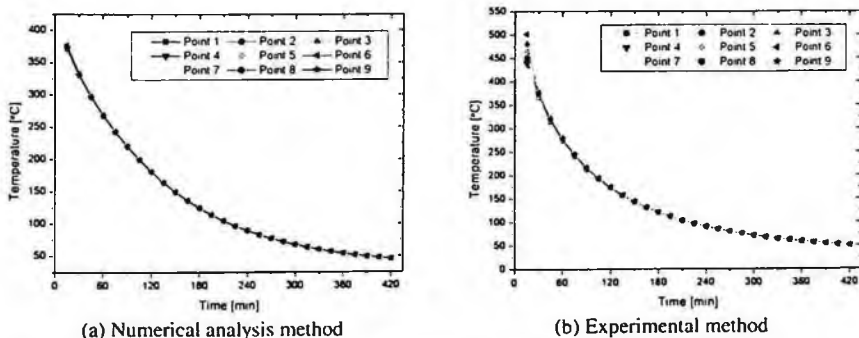 Temperature [°C]
400
350
300
250
200
150
100
50
Point 1 Point 2 Point 3
Point 4 Point 5 Point 6
Point 7 Point 8 Point 9
0 60 120 180 240 300 360 420
Time [min]
(a) Numerical analysis method
Temperature [°C]
550
500
450
400
350
300
250
200
150
100
50
0
Point 1 Point 2 Point 3
Point 4 Point 5 Point 6
Point 7 Point 8 Point 9
0 60 120 180 240 300 360 420
Time [min]
(b) Experimental method